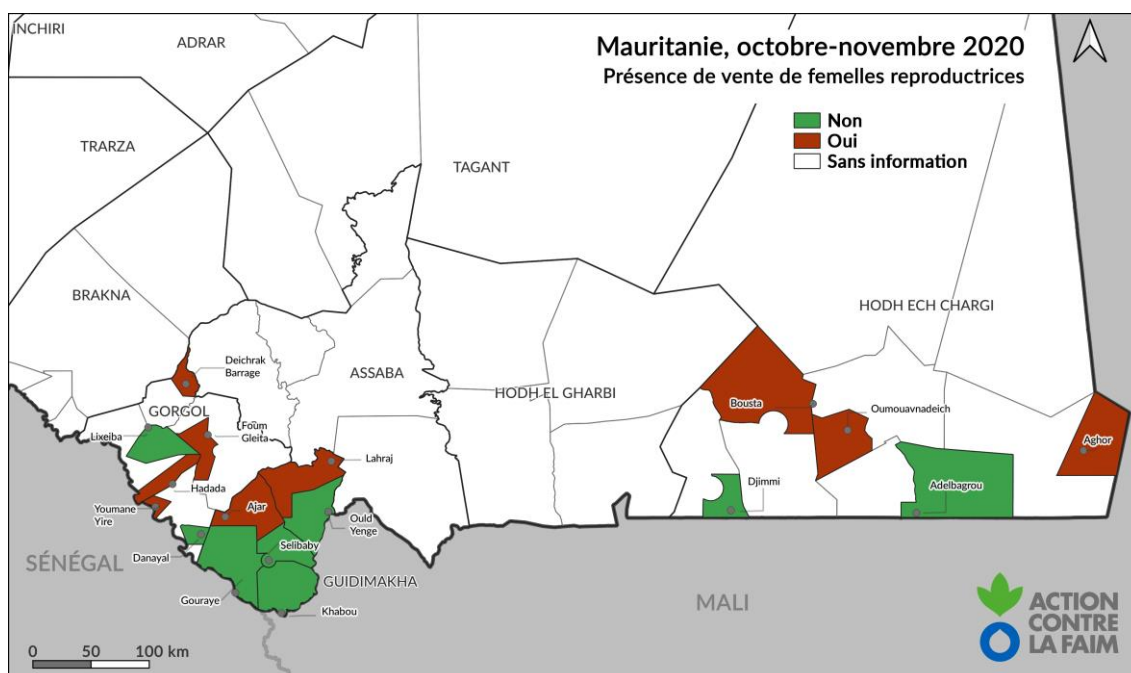 INCHIRI
ADRAR
Mauritanie, octobre-novembre 2020
Présence de vente de femelles reproductrices
Non
Oui
Sans information
TRARZA
TAGANT
BRAKNA
HODH ECH CHARGI
Deichrak
Barrage
ASSABA
HODH EL GHARBI
GORGOL
Bousta
Oumouavnadeich
Lixeiba
Foum
Gleita
Aghor
Lahraj
Hadada
Djimmi
Adelbagrou
Youmane
Yire
Ajar
Ould
Yenge
Selibaby
Danayal
SÉNÉGAL
GUIDIMAKHA
Gouraye
Khabou
MALI
ACTION
CONTRE
LA FAIM
0 50 100 km